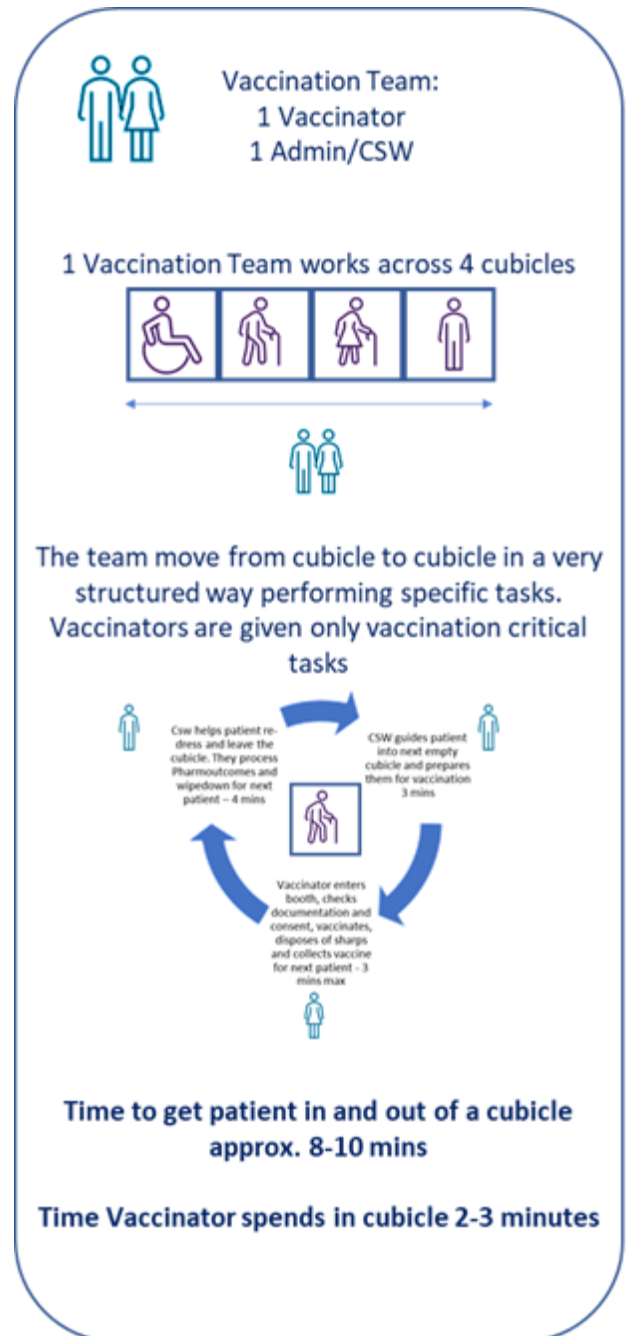 Vaccination Team:
1 Vaccinator
1 Admin/CSW
1 Vaccination Team works across 4 cubicles
The team move from cubicle to cubicle in a very
structured way performing specific tasks.
Vaccinators are given only vaccination critical
tasks
Csw helps patient re-
dress and leave the
cubicle. They process
Pharmoutcomes and
wipedown for next
patient – 4 mins
CSW guides patient
into next empty
cubicle and prepares
them for vaccination
3 mins
Vaccinator enters
booth, checks
documentation and
consent, vaccinates,
disposes of sharps
and collects vaccine
for next patient - 3
mins max
Time to get patient in and out of a cubicle
approx. 8-10 mins
Time Vaccinator spends in cubicle 2-3 minutes